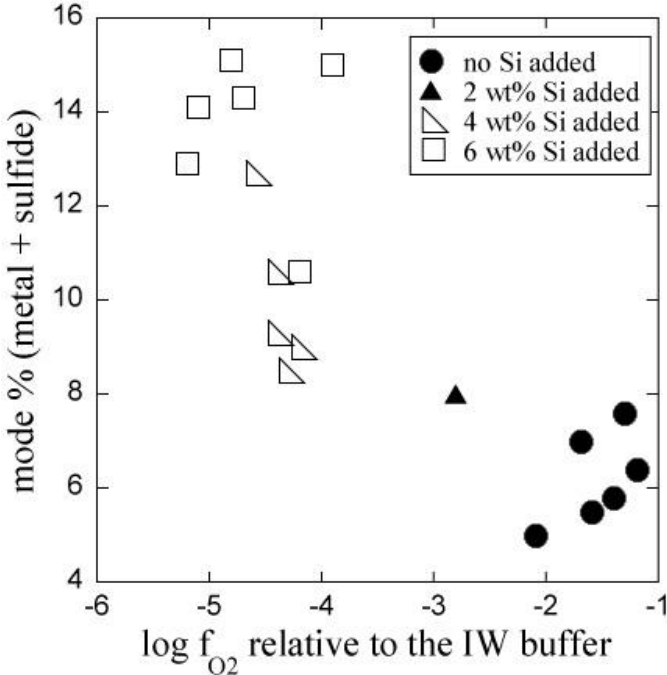 16
14
12
10
8
6
4
mode % (metal + sulfide)
no Si added
2 wt% Si added
4 wt% Si added
6 wt% Si added
-6 -5 -4 -3 -2 -1
log f_O2 relative to the IW buffer